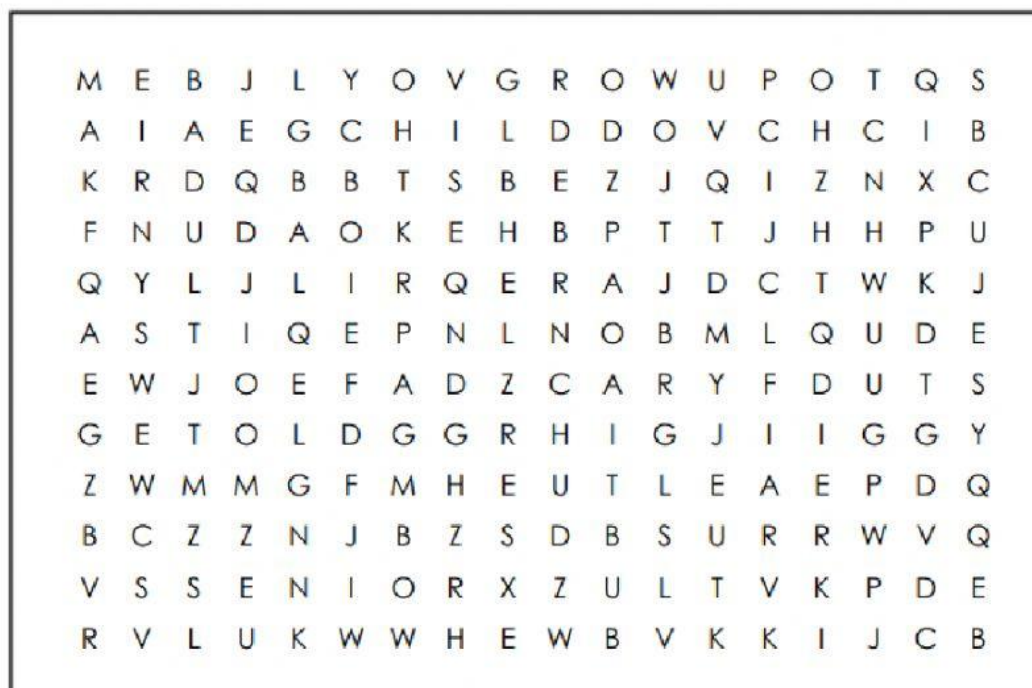 M E B J L Y O V G R O W U P O T Q S
A I A E G C H I L D D O V C H C I B
K R D Q B B T S B E Z J Q I Z N X C
F N U D A O K E H B P T T J H H P U
Q Y L J L I R Q E R A J D C T W K J
A S T I Q E P N L N O B M L Q U D E
E W J O E F A D Z C A R Y F D U T S
G E T O L D G G R H I G J I I G G Y
Z W M M G F M H E U T L E A E P D Q
B C Z Z N J B Z S D B S U R R W V Q
V S S E N I O R X Z U L T V K P D E
R V L U K W W H E W B V K K I J C B